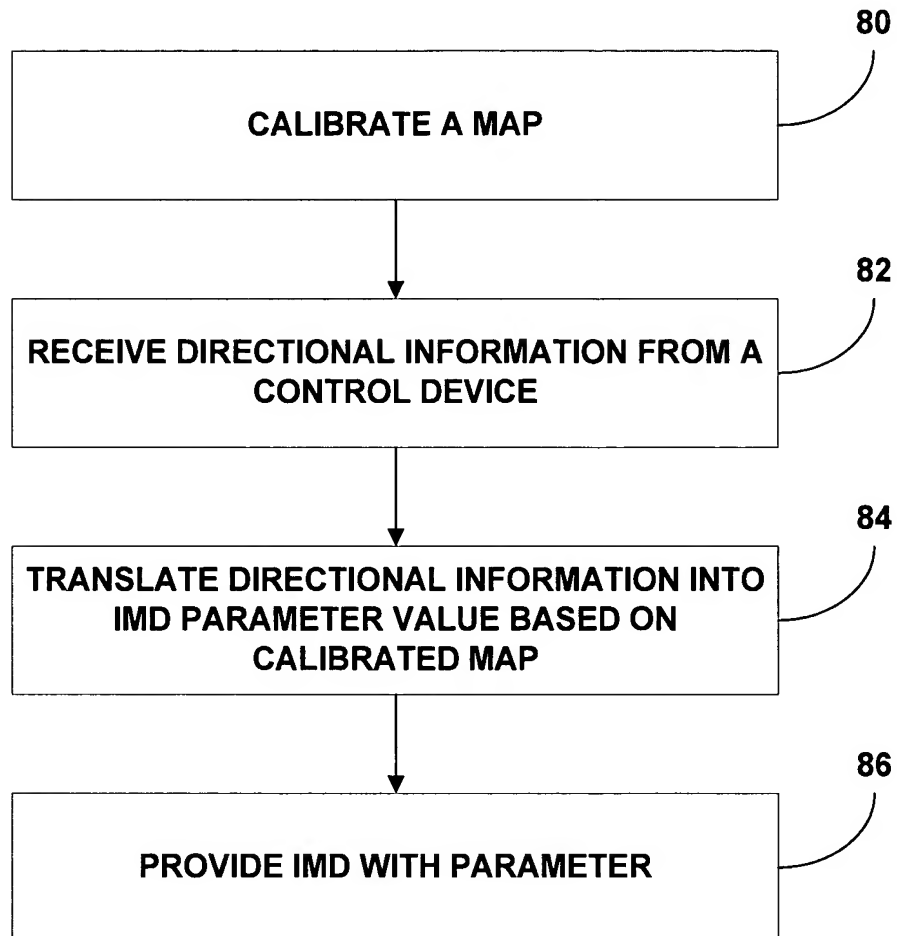 80
CALIBRATE A MAP
82
RECEIVE DIRECTIONAL INFORMATION FROM A
CONTROL DEVICE
84
TRANSLATE DIRECTIONAL INFORMATION INTO
IMD PARAMETER VALUE BASED ON
CALIBRATED MAP
86
PROVIDE IMD WITH PARAMETER